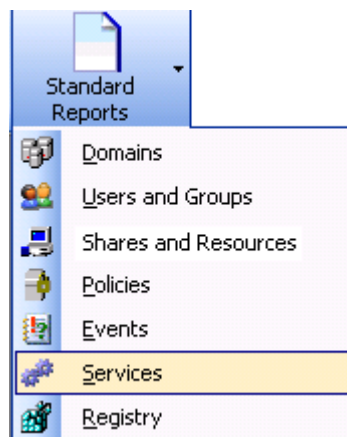 Standard
Reports
Domains
Users and Groups
Shares and Resources
Policies
Events
Services
Registry